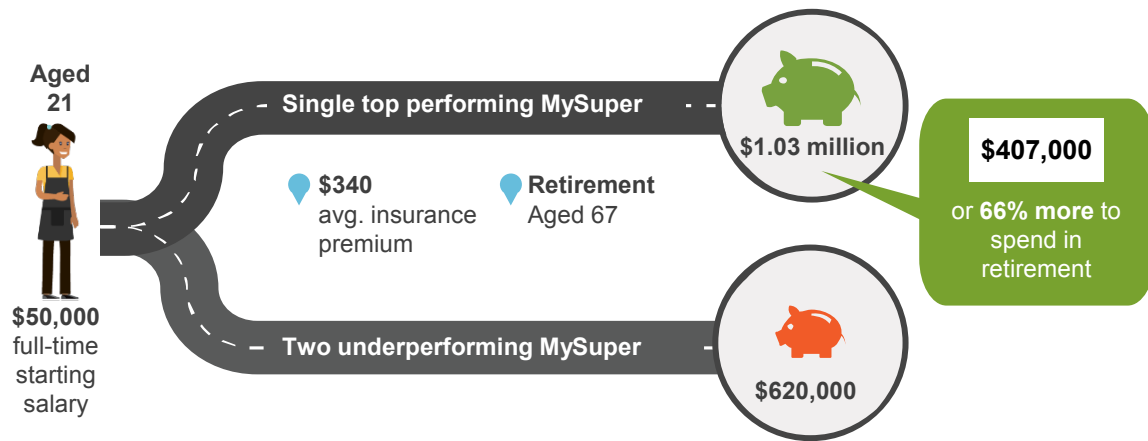 Aged
21
$50,000
full-time
starting
salary
Single top performing MySuper
$340
avg. insurance
premium
Retirement
Aged 67
Two underperforming MySuper
$1.03 million
$620,000
$407,000
or 66% more to
spend in
retirement